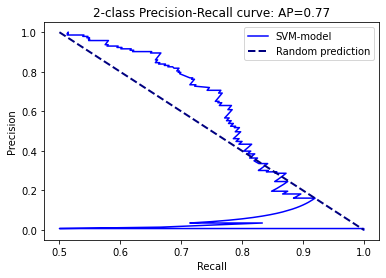 2-class Precision-Recall curve: AP=0.77
SVM-model
Random prediction
Precision
1.0
0.8
0.6
0.4
0.2
0.0
0.5 0.6 0.7 0.8 0.9 1.0
Recall